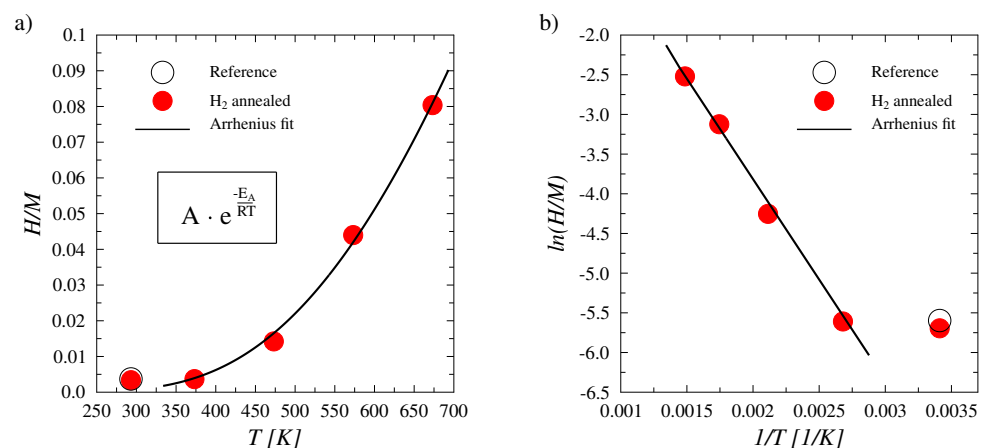 a)
0.1
0.09
0.08
0.07
0.06
0.05
0.04
0.03
0.02
0.01
0.0
H/M
Reference
H₂ annealed
Arrhenius fit
A · e^(-E_A/RT)
250 300 350 400 450 500 550 600 650 700
T [K]
b)
-2.0
-2.5
-3.0
-3.5
-4.0
-4.5
-5.0
-5.5
-6.0
-6.5
ln(H/M)
Reference
H₂ annealed
Arrhenius fit
0.001 0.0015 0.002 0.0025 0.003 0.0035
1/T [1/K]